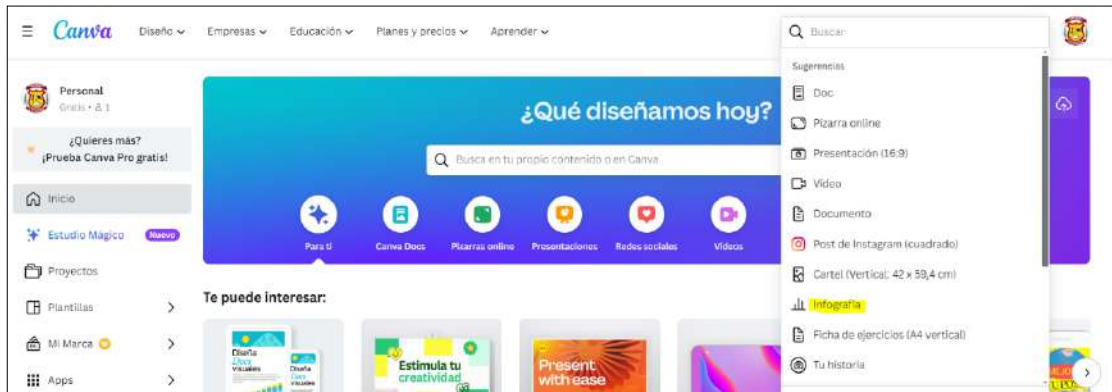 Canva Diseño Empresas Educación Planes y precios Aprender
Buscar
Personal
Gratis • 1
¿Quieres más?
¡Prueba Canva Pro gratis!
Inicio
Estudio Mágico Nuevo
Proyectos
Plantillas
Mi Marca
Apps
¿Qué diseñamos hoy?
Busca en tu propio contenido o en Canva
Para ti Canva Docs Pizarras online Presentaciones Redes sociales Vídeos
Te puede interesar:
Diseña
Docs
visuales
Diseña
Estimula tu
creatividad
Present
with ease
Sugerencias
Doc
Pizarra online
Presentación (16:9)
Vídeo
Documento
Post de Instagram (cuadrado)
Cartel (Vertical: 42 x 59,4 cm)
Infografía
Ficha de ejercicios (A4 vertical)
Tu historia